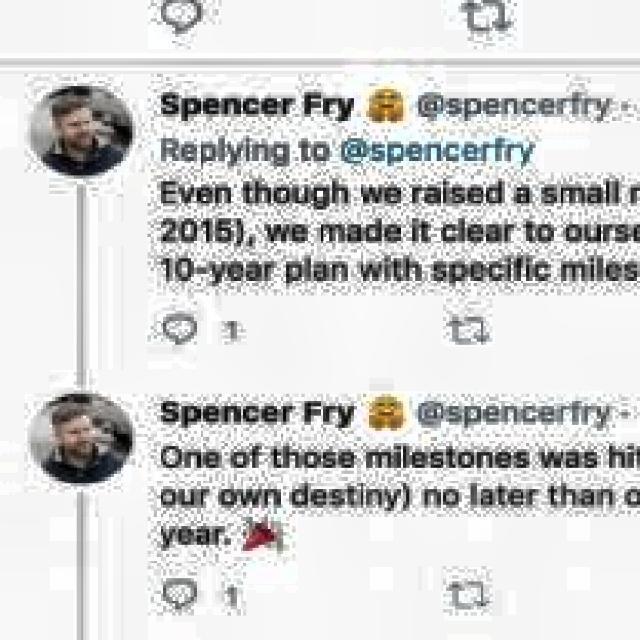 Spencer Fry 🤗 @spencerfry ·
Replying to @spencerfry
Even though we raised a small
2015), we made it clear to
10-year plan with specific
1
Spencer Fry 🤗 @spencerfry ·
One of those milestones was hit
our own destiny) no later than
year. 🎉
1